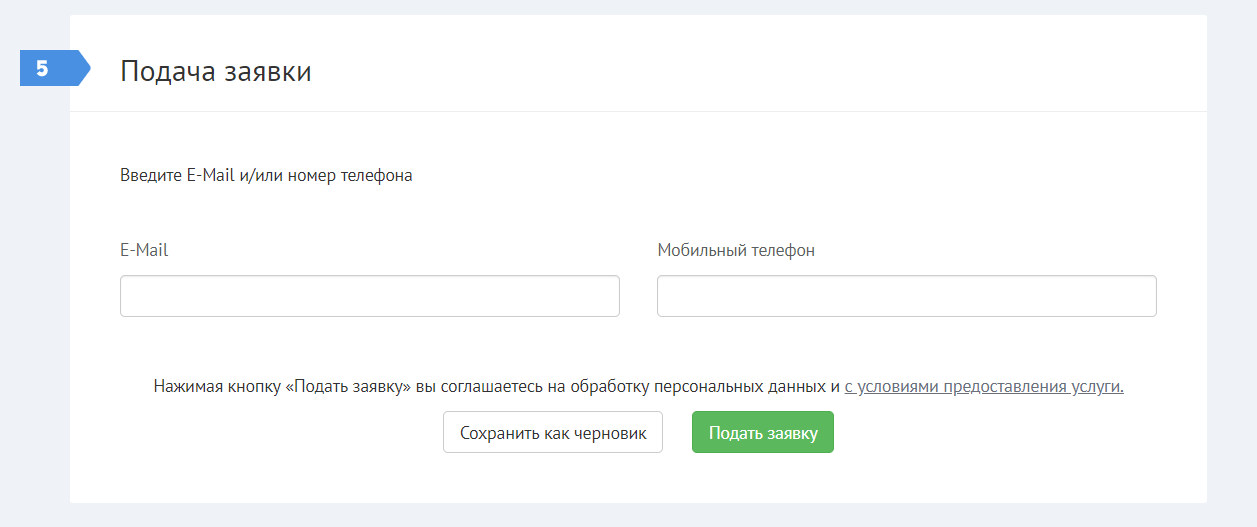 5
Подача заявки
Введите E-Mail и/или номер телефона
E-Mail
Мобильный телефон
Нажимая кнопку «Подать заявку» вы соглашаетесь на обработку персональных данных и с условиями предоставления услуги.
Сохранить как черновик
Подать заявку